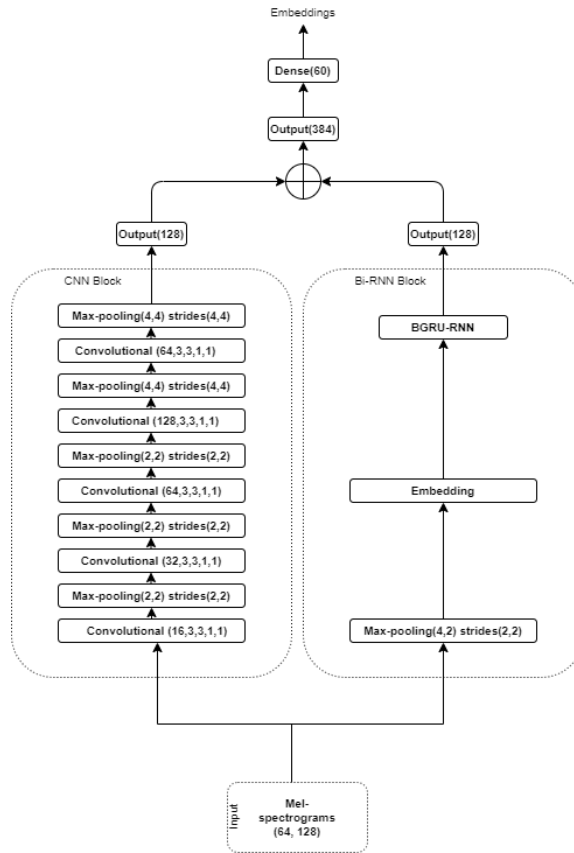 Embeddings
Dense(60)
Output(384)
Output(128)
Output(128)
CNN Block
Bi-RNN Block
Max-pooling(4,4) strides(4,4)
Convolutional (64,3,3,1,1)
Max-pooling(4,4) strides(4,4)
Convolutional (128,3,3,1,1)
Max-pooling(2,2) strides(2,2)
Convolutional (64,3,3,1,1)
Max-pooling(2,2) strides(2,2)
Convolutional (32,3,3,1,1)
Max-pooling(2,2) strides(2,2)
Convolutional (16,3,3,1,1)
BGRU-RNN
Embedding
Max-pooling(4,2) strides(2,2)
Input
Mel-
spectrograms
(64, 128)